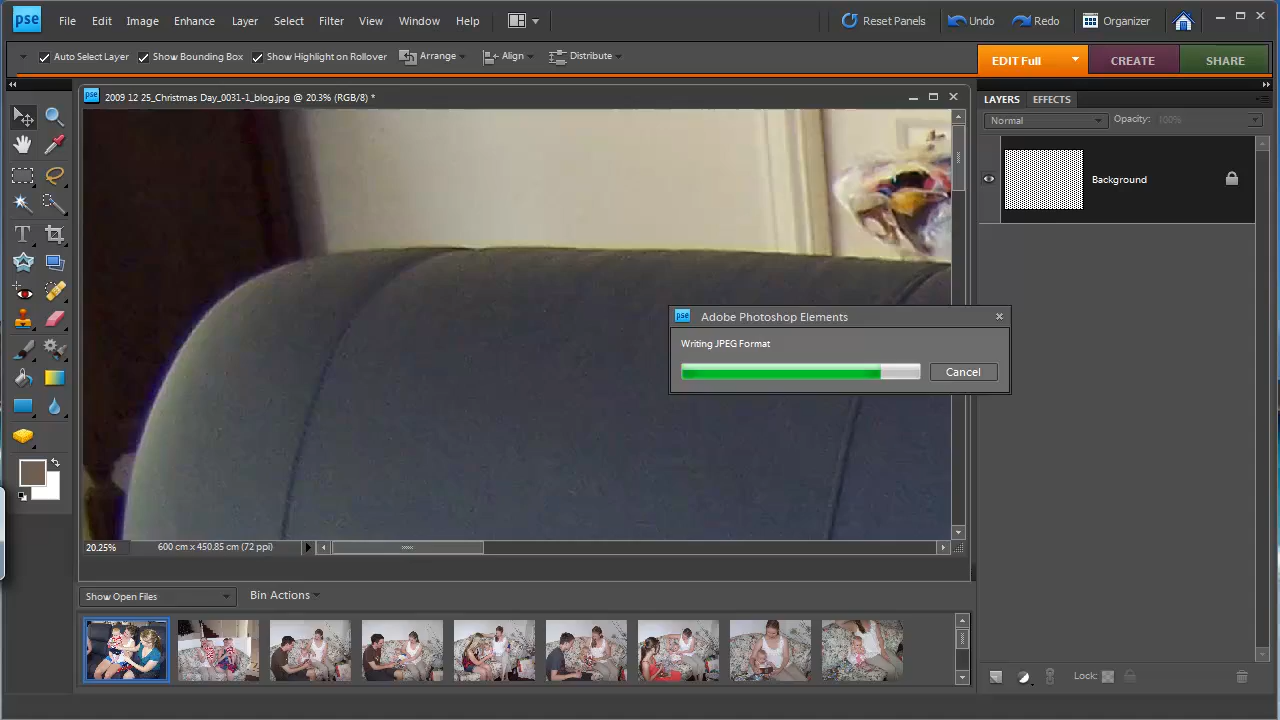 pse File Edit Image Enhance Layer Select Filter View Window Help Reset Panels Undo Redo Organizer
Auto Select Layer Show Bounding Box Show Highlight on Rollover Arrange Align Distribute EDIT Full CREATE SHARE
pse 2009 12 25_Christmas Day_0031-1_blog.jpg @ 20.3% (RGB/8) *
LAYERS EFFECTS
Normal Opacity: 100%
Background
pse Adobe Photoshop Elements
Writing JPEG Format
Cancel
T
20.25% 600 cm x 450.85 cm (72 ppi)
Show Open Files Bin Actions
Lock: